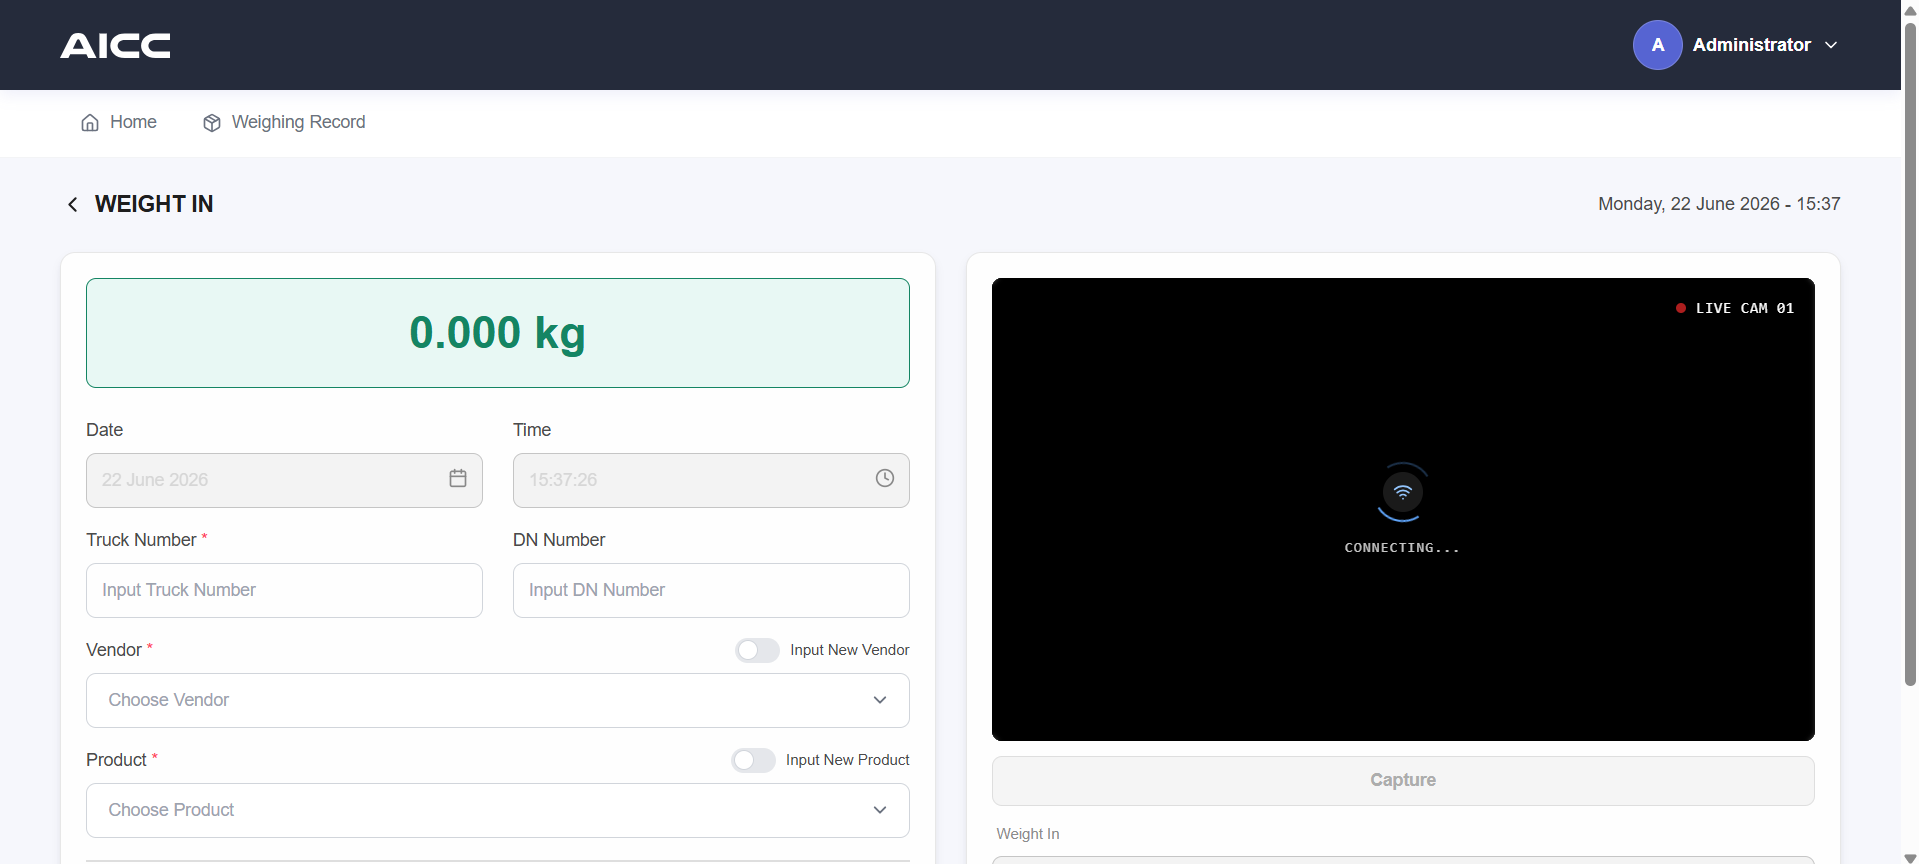 AICC
A
Administrator
Home
Weighing Record
WEIGHT IN
Monday, 22 June 2026 - 15:37
0.000 kg
Date
Time
22 June 2026
15:37:26
Truck Number *
DN Number
Input Truck Number
Input DN Number
Vendor *
Input New Vendor
Choose Vendor
Product *
Input New Product
Choose Product
LIVE CAM 01
CONNECTING...
Capture
Weight In